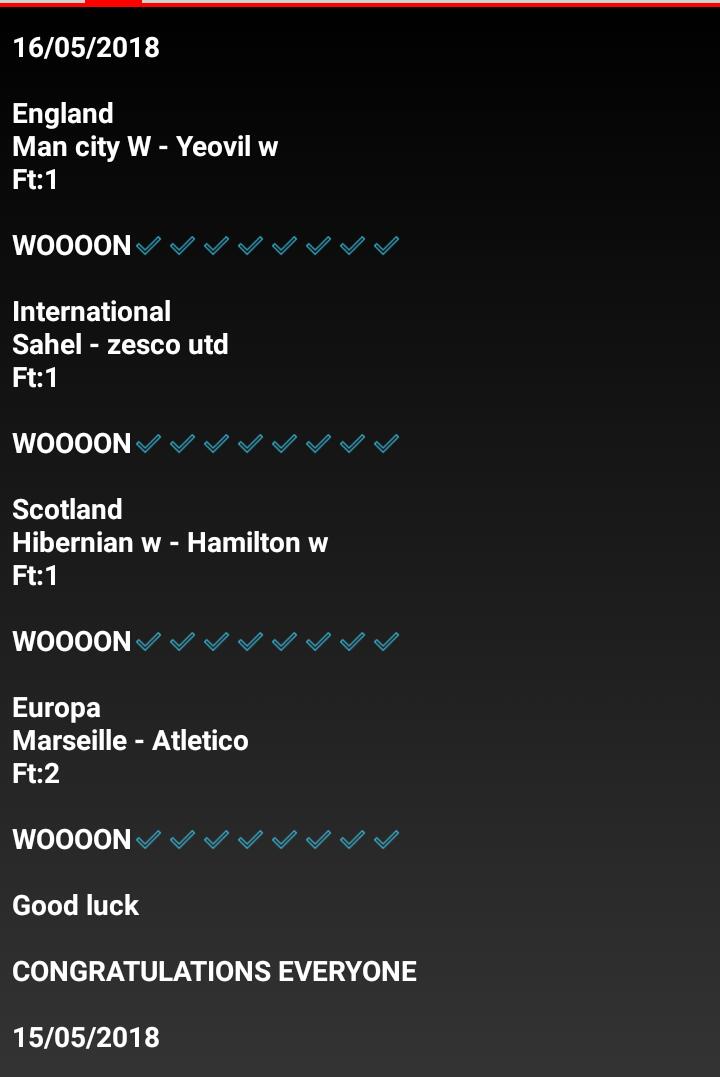 16/05/2018
England
Man city W - Yeovil w
Ft:1
WOOOON✓✓✓✓✓✓✓✓
International
Sahel - zesco utd
Ft:1
WOOOON✓✓✓✓✓✓✓✓
Scotland
Hibernian w - Hamilton w
Ft:1
WOOOON✓✓✓✓✓✓✓✓
Europa
Marseille - Atletico
Ft:2
WOOOON✓✓✓✓✓✓✓✓
Good luck
CONGRATULATIONS EVERYONE
15/05/2018